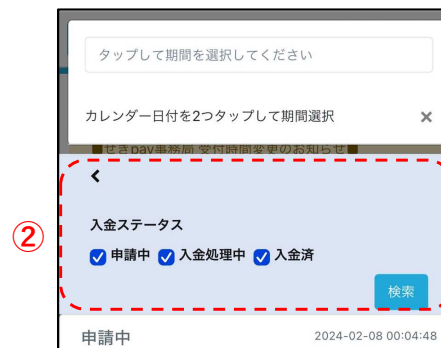 タップして期間を選択してください
カレンダー日付を2つタップして期間選択 ×
■せきpay事務局 受付時間変更のお知らせ■
②
入金ステータス
申請中 入金処理中 入金済
検索
申請中 2024-02-08 00:04:48